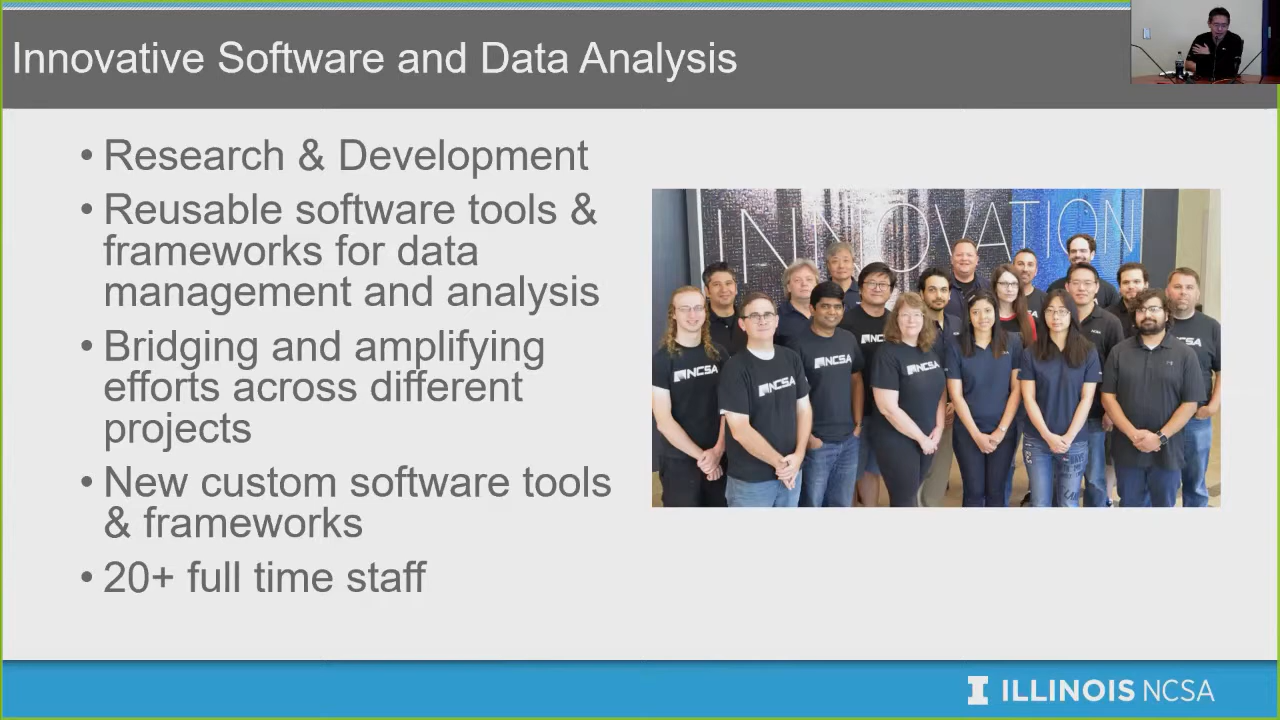 Innovative Software and Data Analysis
• Research & Development
• Reusable software tools &
frameworks for data
management and analysis
• Bridging and amplifying
efforts across different
projects
• New custom software tools
& frameworks
• 20+ full time staff
INNOVATION
NCSA
NCSA
NCSA
NCSA
NCSA
ILLINOIS NCSA